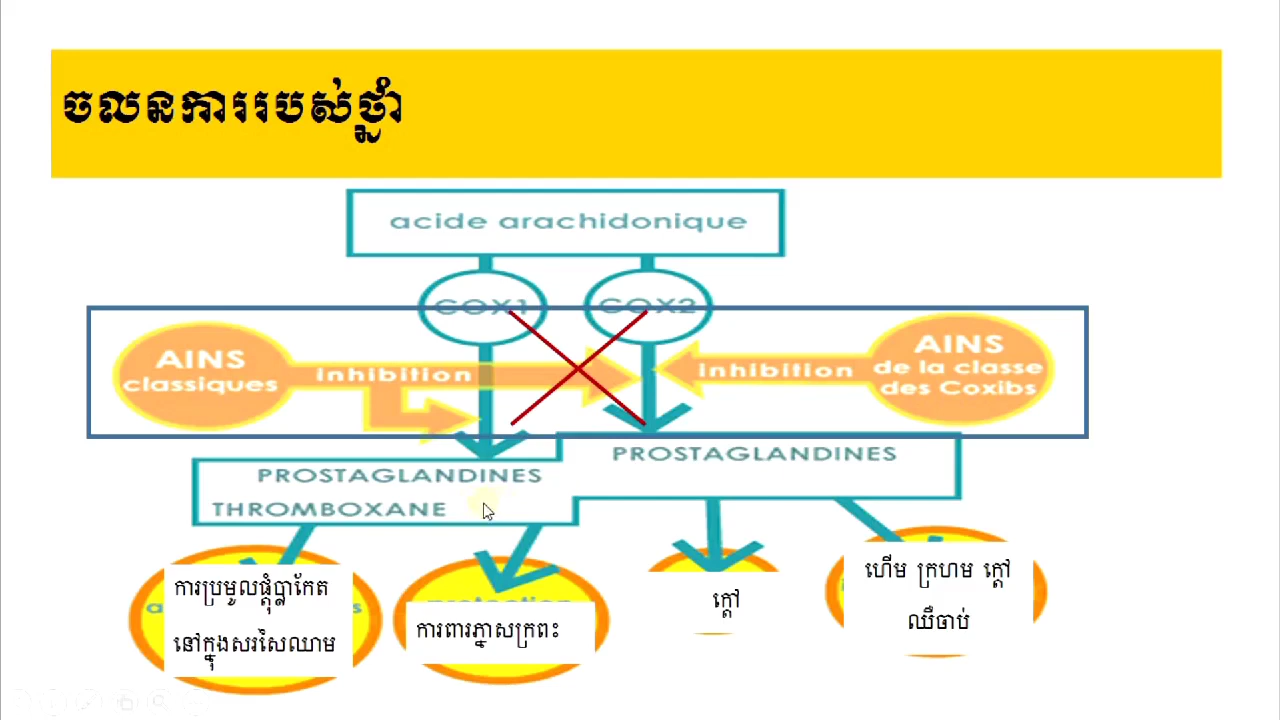 ចលនការរបស់ថ្នាំ
acide arachidonique
COX1
COX2
AINS
classiques
inhibition
inhibition
AINS
de la classe
des Coxibs
PROSTAGLANDINES
THROMBOXANE
PROSTAGLANDINES
ការប្រមូលផ្តុំប្លាកែត
នៅក្នុងសរសៃឈាម
ការពារភ្នាសក្រពះ
ក្តៅ
ហើម ក្រហម ក្តៅ
ឈឺចាប់